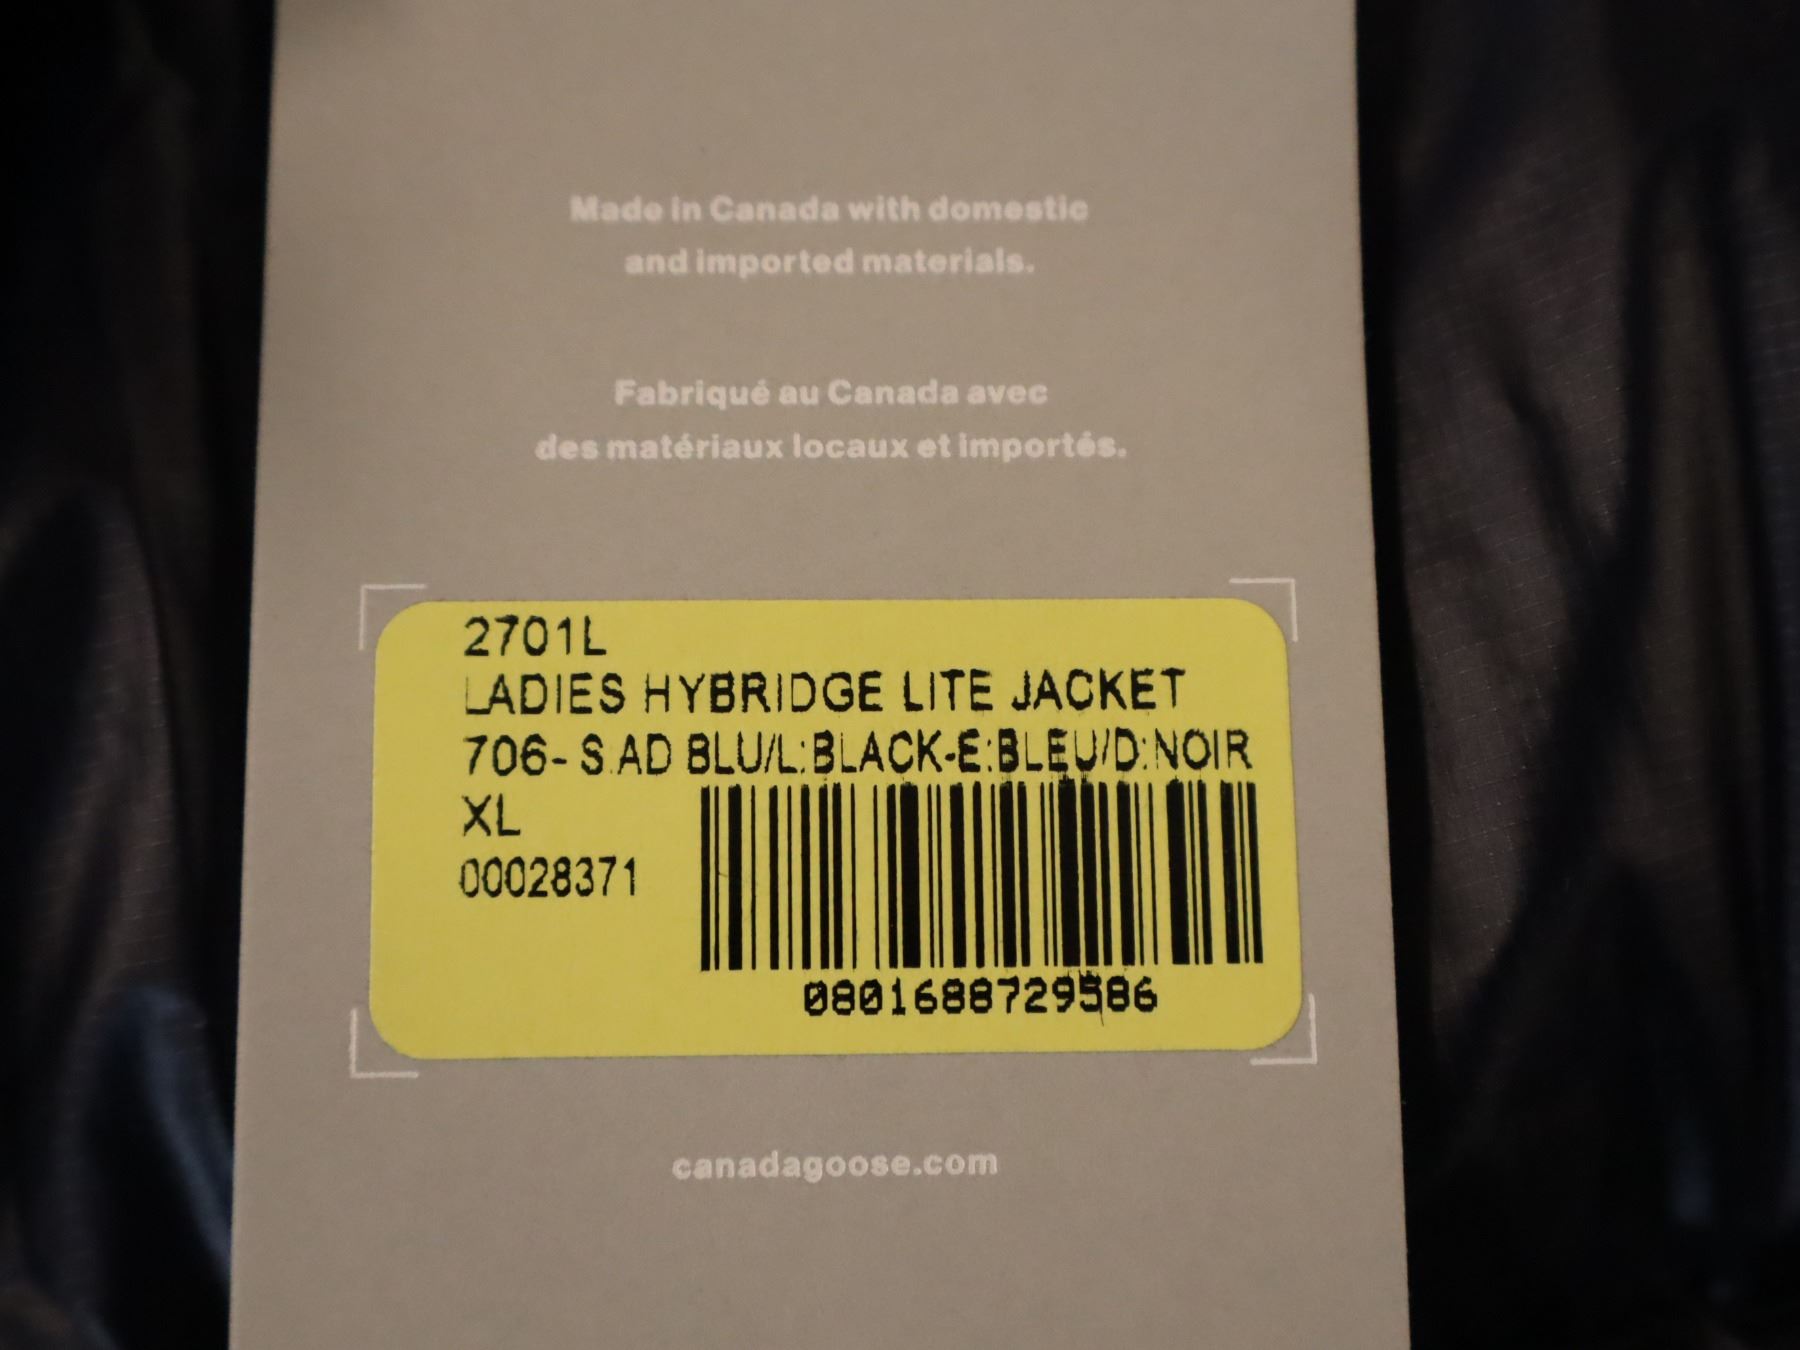 Made in Canada with domestic
and imported materials.
Fabriqué au Canada avec
des matériaux locaux et importés.
2701L
LADIES HYBRIDGE LITE JACKET
706- S.AD BLU/L:BLACK-E:BLEU/D:NOIR
XL
00028371
0801688729586
canadagoose.com